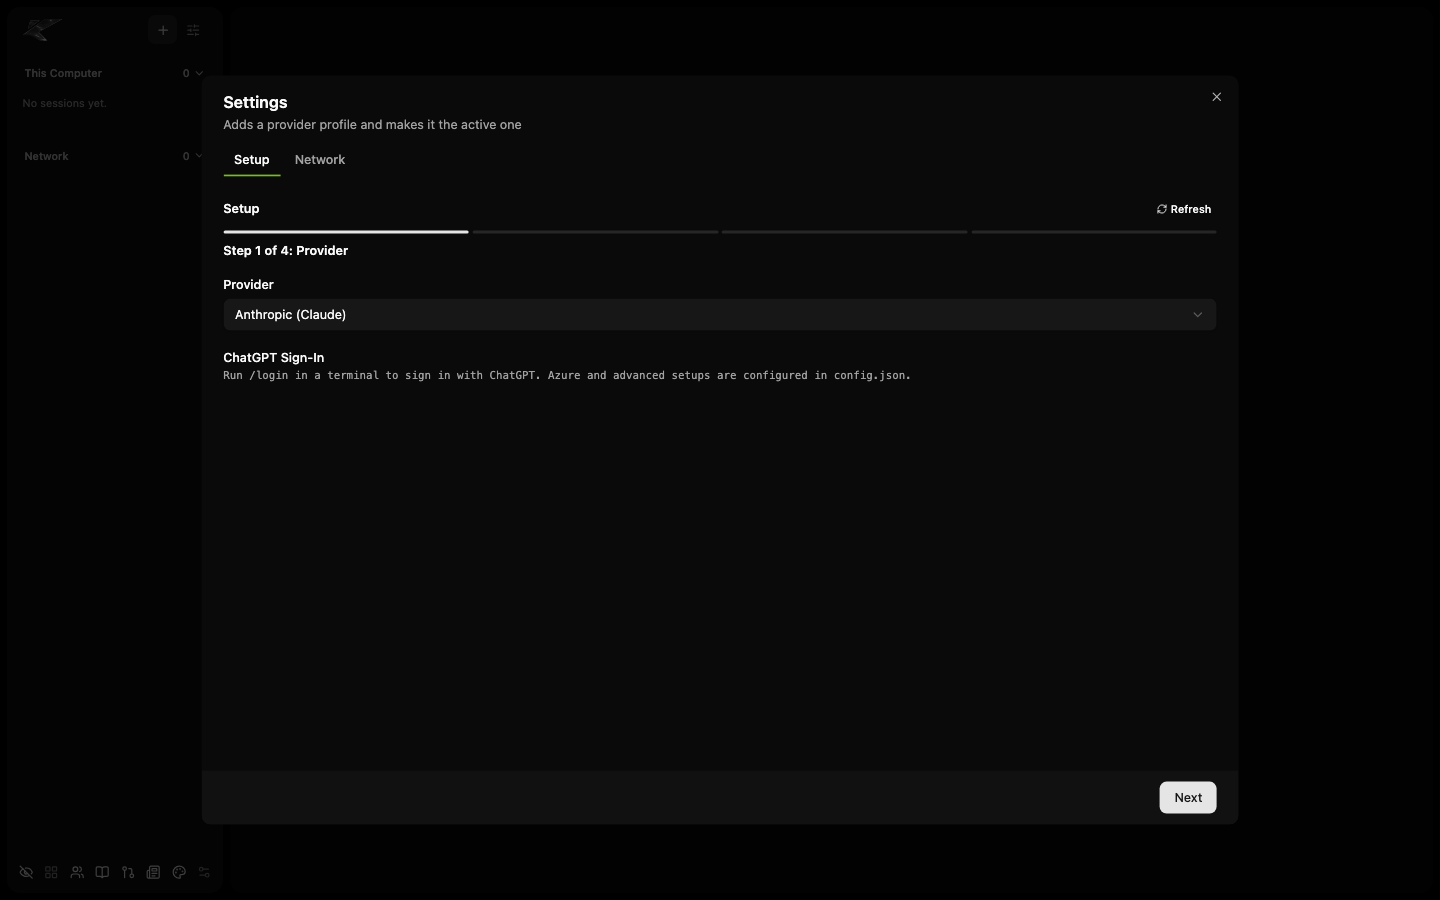 This Computer
0
No sessions yet.
Network
0
Settings
Adds a provider profile and makes it the active one
Setup
Network
Setup
Refresh
Step 1 of 4: Provider
Provider
Anthropic (Claude)
ChatGPT Sign-In
Run /login in a terminal to sign in with ChatGPT. Azure and advanced setups are configured in config.json.
Next